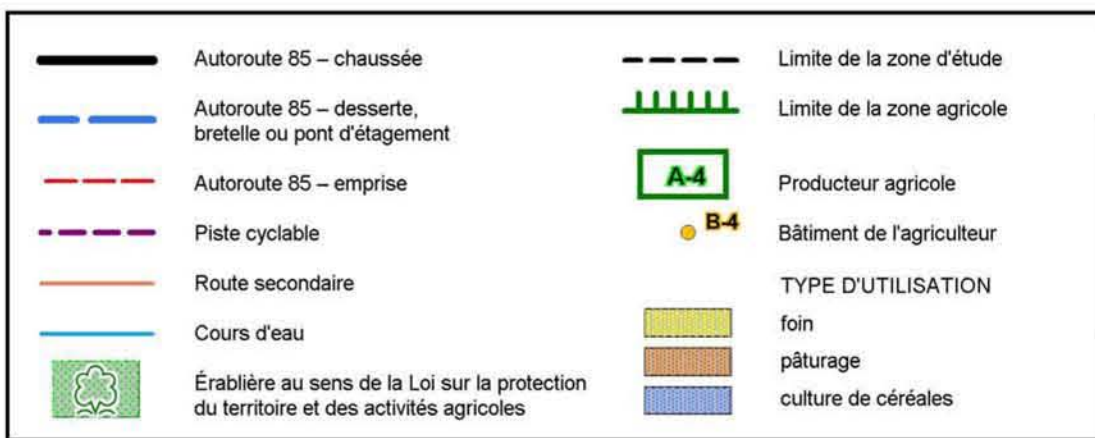 Autoroute 85 – chaussée
Autoroute 85 – desserte,
bretelle ou pont d'étagement
Autoroute 85 – emprise
Piste cyclable
Route secondaire
Cours d'eau
Érablière au sens de la Loi sur la protection
du territoire et des activités agricoles
Limite de la zone d'étude
Limite de la zone agricole
A-4
Producteur agricole
B-4
Bâtiment de l'agriculteur
TYPE D'UTILISATION
foin
pâturage
culture de céréales